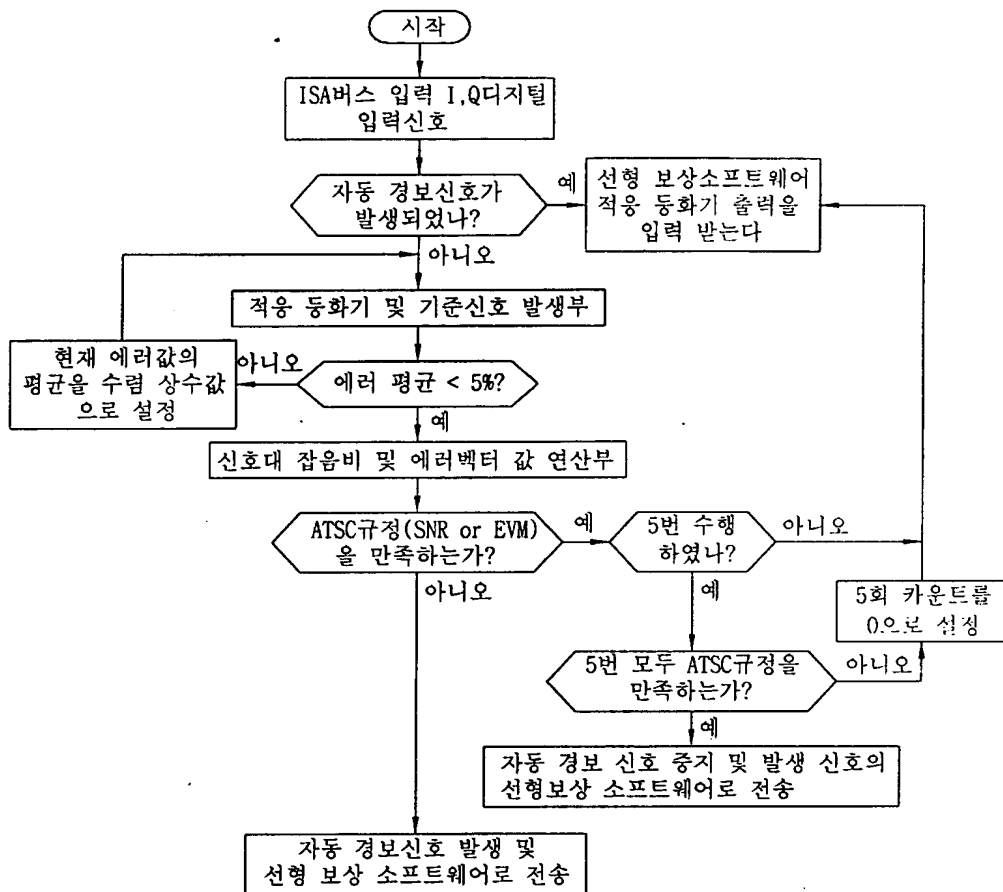 시작
ISA버스 입력 I,Q디지털
입력신호
자동 경보신호가
발생되었나?
예
선형 보상소프트웨어
적응 등화기 출력을
입력 받는다
아니오
적응 등화기 및 기준신호 발생부
현재 에러값의
평균을 수렴 상수값
으로 설정
아니오
에러 평균 < 5%?
예
신호대 잡음비 및 에러벡터 값 연산부
ATSC규정(SNR or EVM)
을 만족하는가?
예
5번 수행
하였나?
아니오
아니오
예
5회 카운트를
0으로 설정
5번 모두 ATSC규정을
만족하는가?
아니오
예
자동 경보 신호 중지 및 발생 신호의
선형보상 소프트웨어로 전송
자동 경보신호 발생 및
선형 보상 소프트웨어로 전송